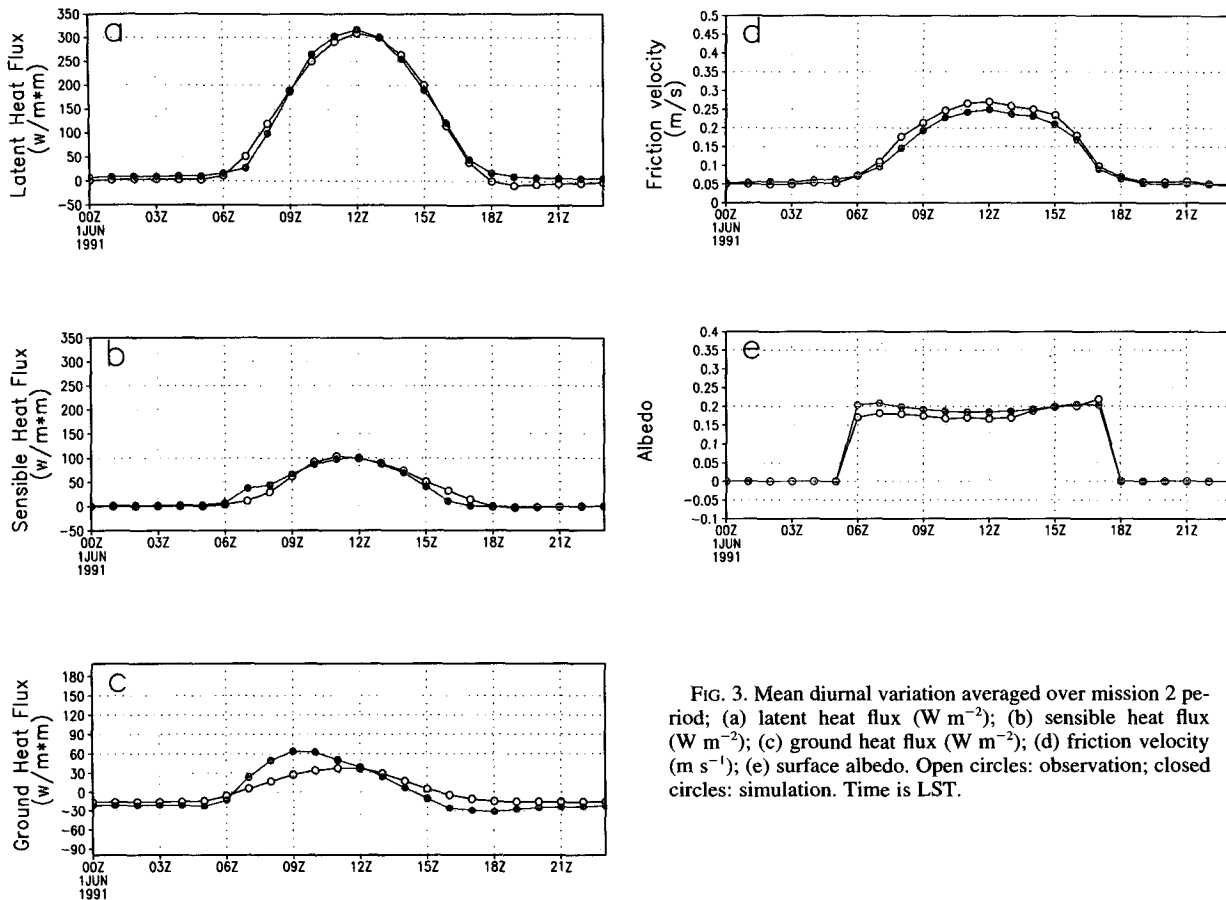 a
Latent Heat Flux
(w/m*m)
350
300
250
200
150
100
50
0
-50
00Z 03Z 06Z 09Z 12Z 15Z 18Z 21Z
1JUN
1991
d
Friction velocity
(m/s)
0.5
0.45
0.4
0.35
0.3
0.25
0.2
0.15
0.1
0.05
0
00Z 03Z 06Z 09Z 12Z 15Z 18Z 21Z
1JUN
1991
b
Sensible Heat Flux
(w/m*m)
350
300
250
200
150
100
50
0
-50
00Z 03Z 06Z 09Z 12Z 15Z 18Z 21Z
1JUN
1991
e
Albedo
0.4
0.35
0.3
0.25
0.2
0.15
0.1
0.05
0
-0.05
-0.1
00Z 03Z 06Z 09Z 12Z 15Z 18Z 21Z
1JUN
1991
c
Ground Heat Flux
(w/m*m)
180
150
120
90
60
30
0
-30
-60
-90
00Z 03Z 06Z 09Z 12Z 15Z 18Z 21Z
1JUN
1991
FIG. 3. Mean diurnal variation averaged over mission 2 pe-
riod; (a) latent heat flux (W m⁻²); (b) sensible heat flux
(W m⁻²); (c) ground heat flux (W m⁻²); (d) friction velocity
(m s⁻¹); (e) surface albedo. Open circles: observation; closed
circles: simulation. Time is LST.